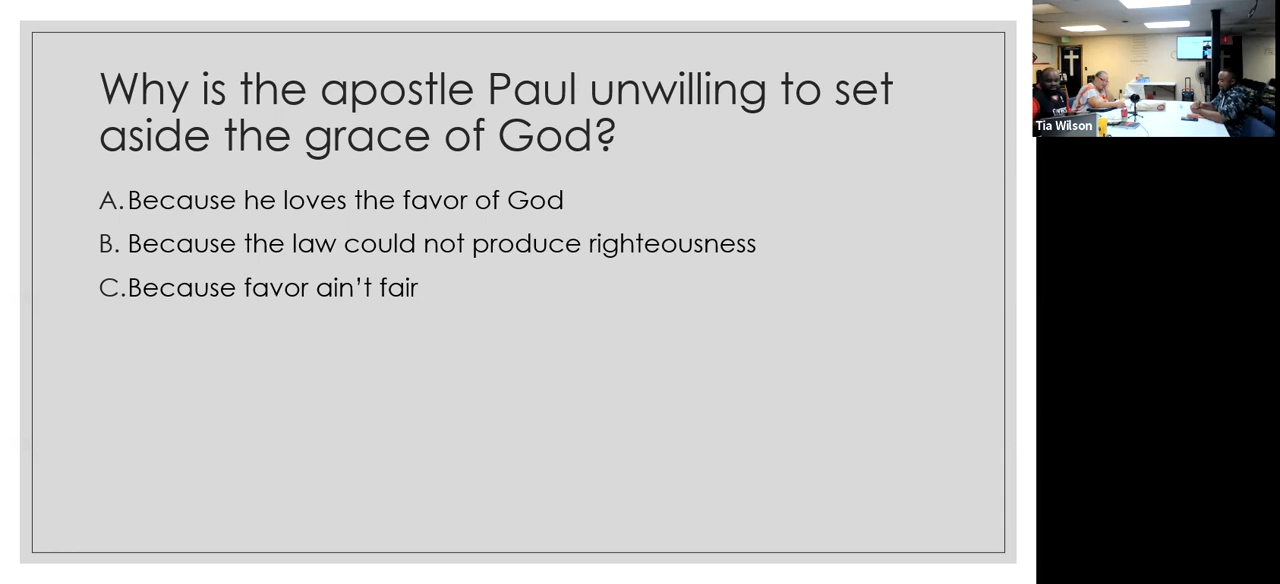 Why is the apostle Paul unwilling to set
aside the grace of God?
A. Because he loves the favor of God
B. Because the law could not produce righteousness
C. Because favor ain’t fair
Tia Wilson